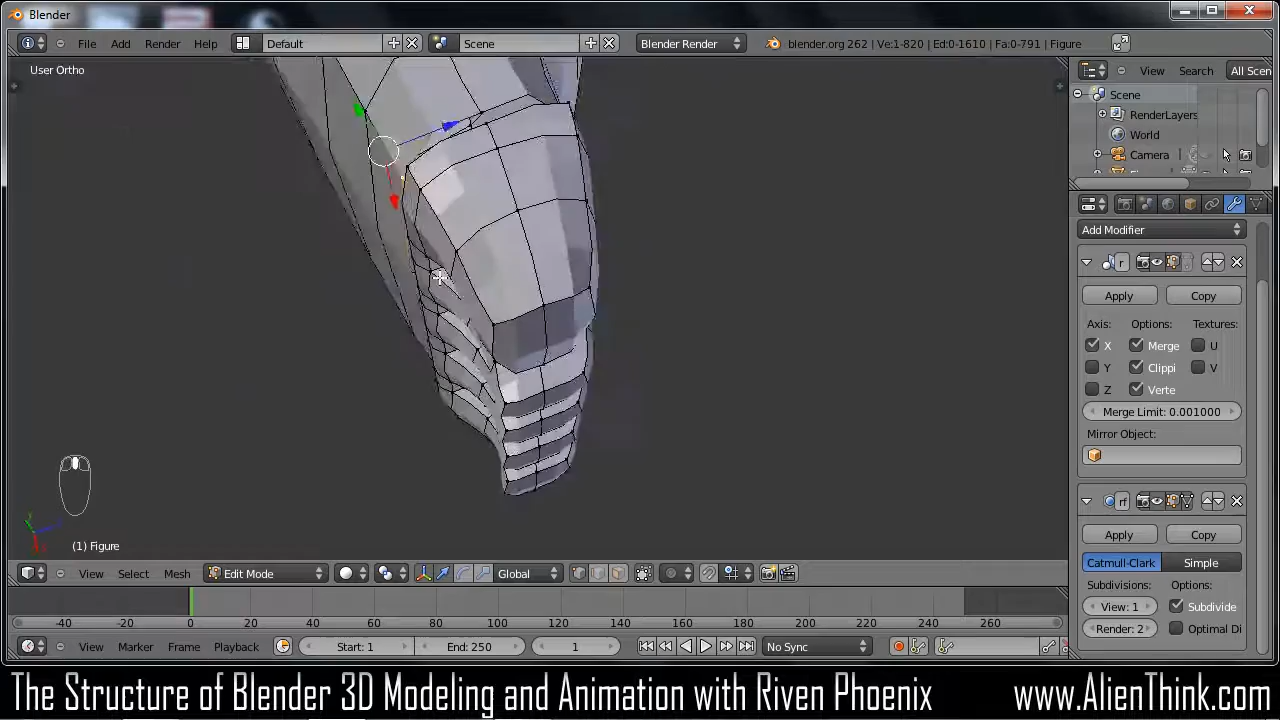 Blender
File Add Render Help Default Scene Blender Render blender.org 262 | Ve:1-820 | Ed:0-1610 | Fa:0-791 | Figure
User Ortho
View Search All Scen
Scene
RenderLayers
World
Camera
Add Modifier
Apply Copy
Axis: Options: Textures:
X Merge U
Y Clippi V
Z Verte
Merge Limit: 0.001000
Mirror Object:
Apply Copy
(1) Figure
Catmull-Clark Simple
View Select Mesh Edit Mode Global
Subdivisions: Options:
View: 1 Subdivide
Render: 2 Optimal Di
-40 -20 0 20 40 60 80 100 120 140 160 180 200 220 240 260
View Marker Frame Playback Start: 1 End: 250 1 No Sync
The Structure of Blender 3D Modeling and Animation with Riven Phoenix www.AlienThink.com